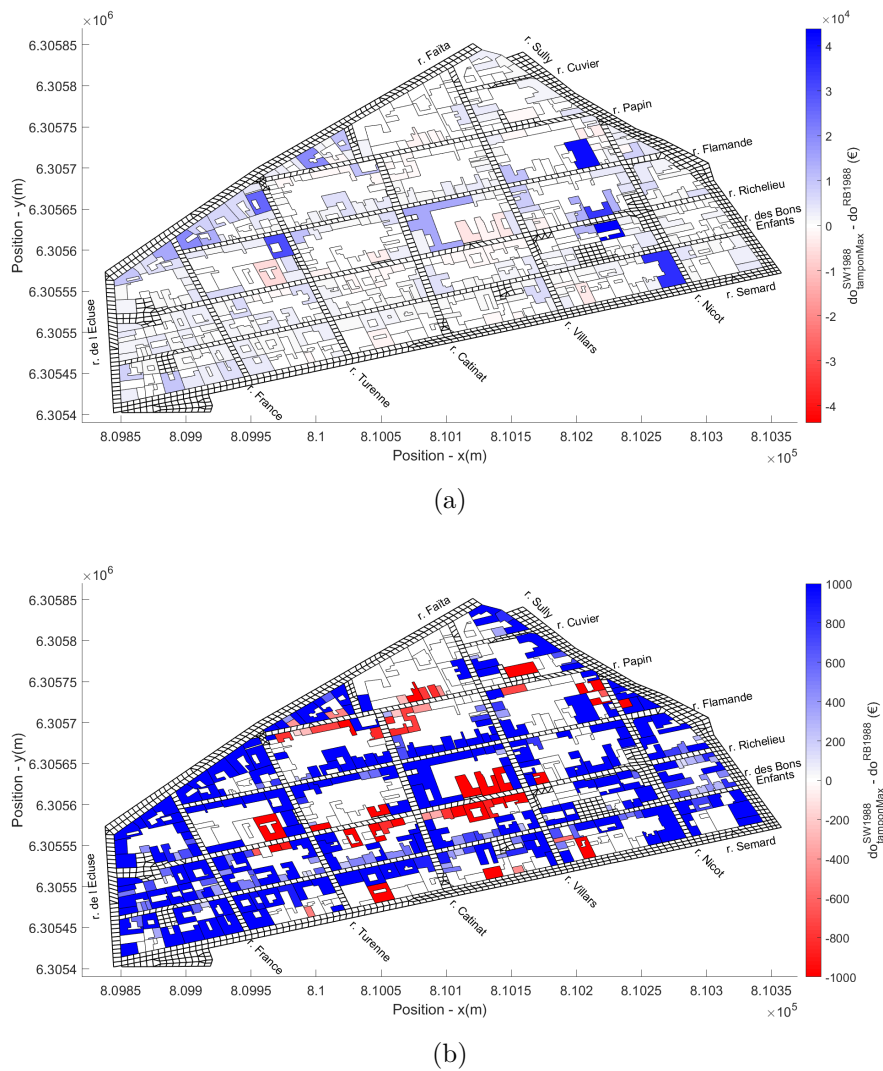 ×10⁶
×10⁴
r. Faïta
r. Sully
r. Cuvier
r. Papin
r. Flamande
r. Richelieu
r. des Bons
Enfants
r. Semard
r. Nicot
r. Villars
r. Catinat
r. Turenne
r. France
r. de l Ecluse
6.30585
6.3058
6.30575
6.3057
6.30565
6.3056
6.30555
6.3055
6.30545
6.3054
Position - y(m)
8.0985 8.099 8.0995 8.1 8.1005 8.101 8.1015 8.102 8.1025 8.103 8.1035
Position - x(m)
×10⁵
4
3
2
1
0
-1
-2
-3
-4
do^SW1988_tamponMax - do^RB1988 (€)
(a)
×10⁶
r. Faïta
r. Sully
r. Cuvier
r. Papin
r. Flamande
r. Richelieu
r. des Bons
Enfants
r. Semard
r. Nicot
r. Villars
r. Catinat
r. Turenne
r. France
r. de l Ecluse
6.30585
6.3058
6.30575
6.3057
6.30565
6.3056
6.30555
6.3055
6.30545
6.3054
Position - y(m)
8.0985 8.099 8.0995 8.1 8.1005 8.101 8.1015 8.102 8.1025 8.103 8.1035
Position - x(m)
×10⁵
1000
800
600
400
200
0
-200
-400
-600
-800
-1000
do^SW1988_tamponMax - do^RB1988 (€)
(b)